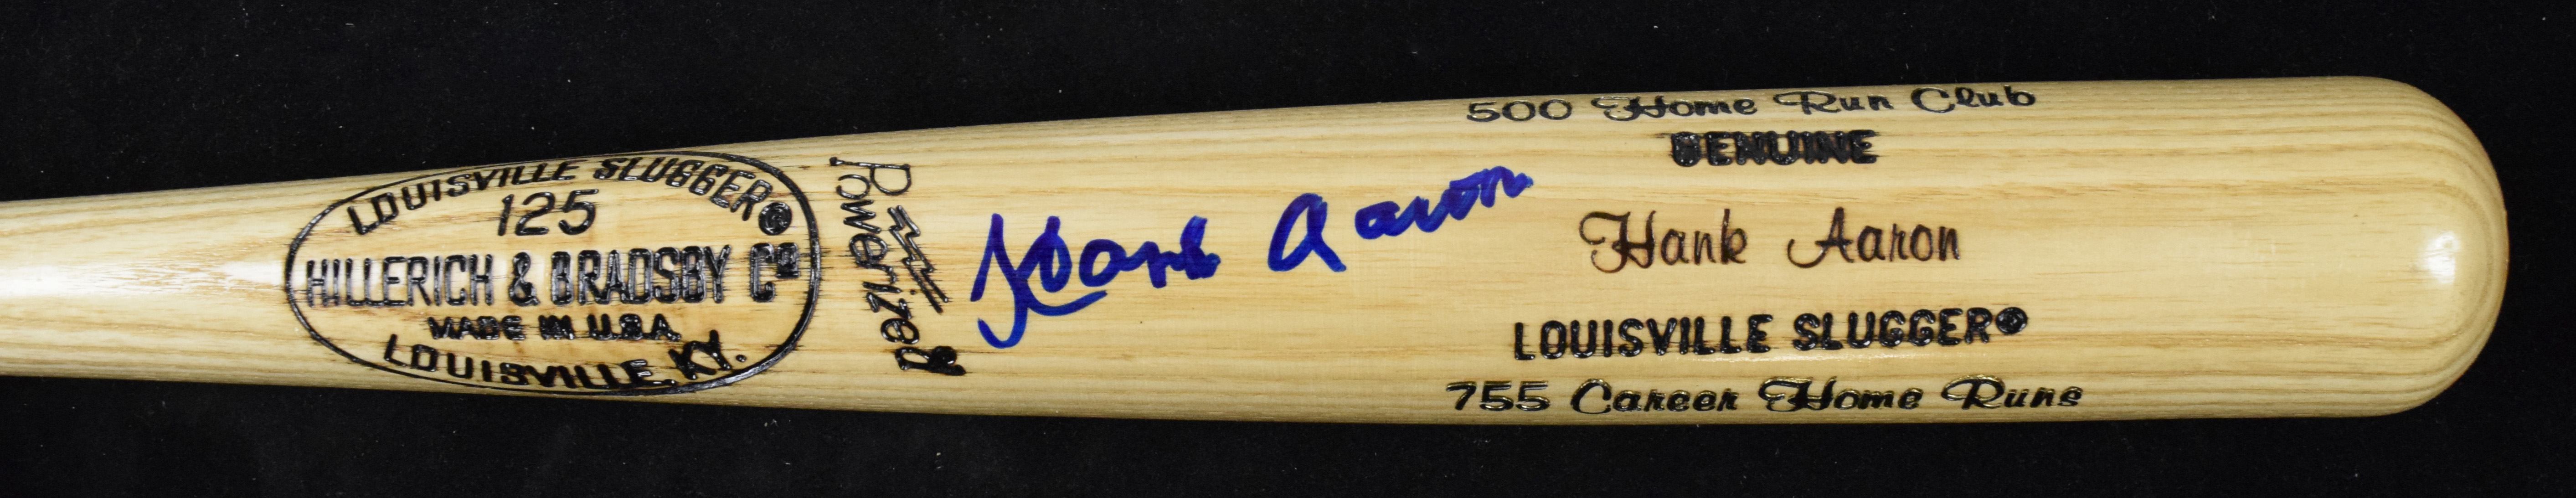 LOUISVILLE SLUGGER®
125
HILLERICH & BRADSBY Cº
MADE IN U.S.A.
LOUISVILLE, KY.
Powerized
Hank Aaron
500 Home Run Club
GENUINE
Hank Aaron
LOUISVILLE SLUGGER®
755 Career Home Runs